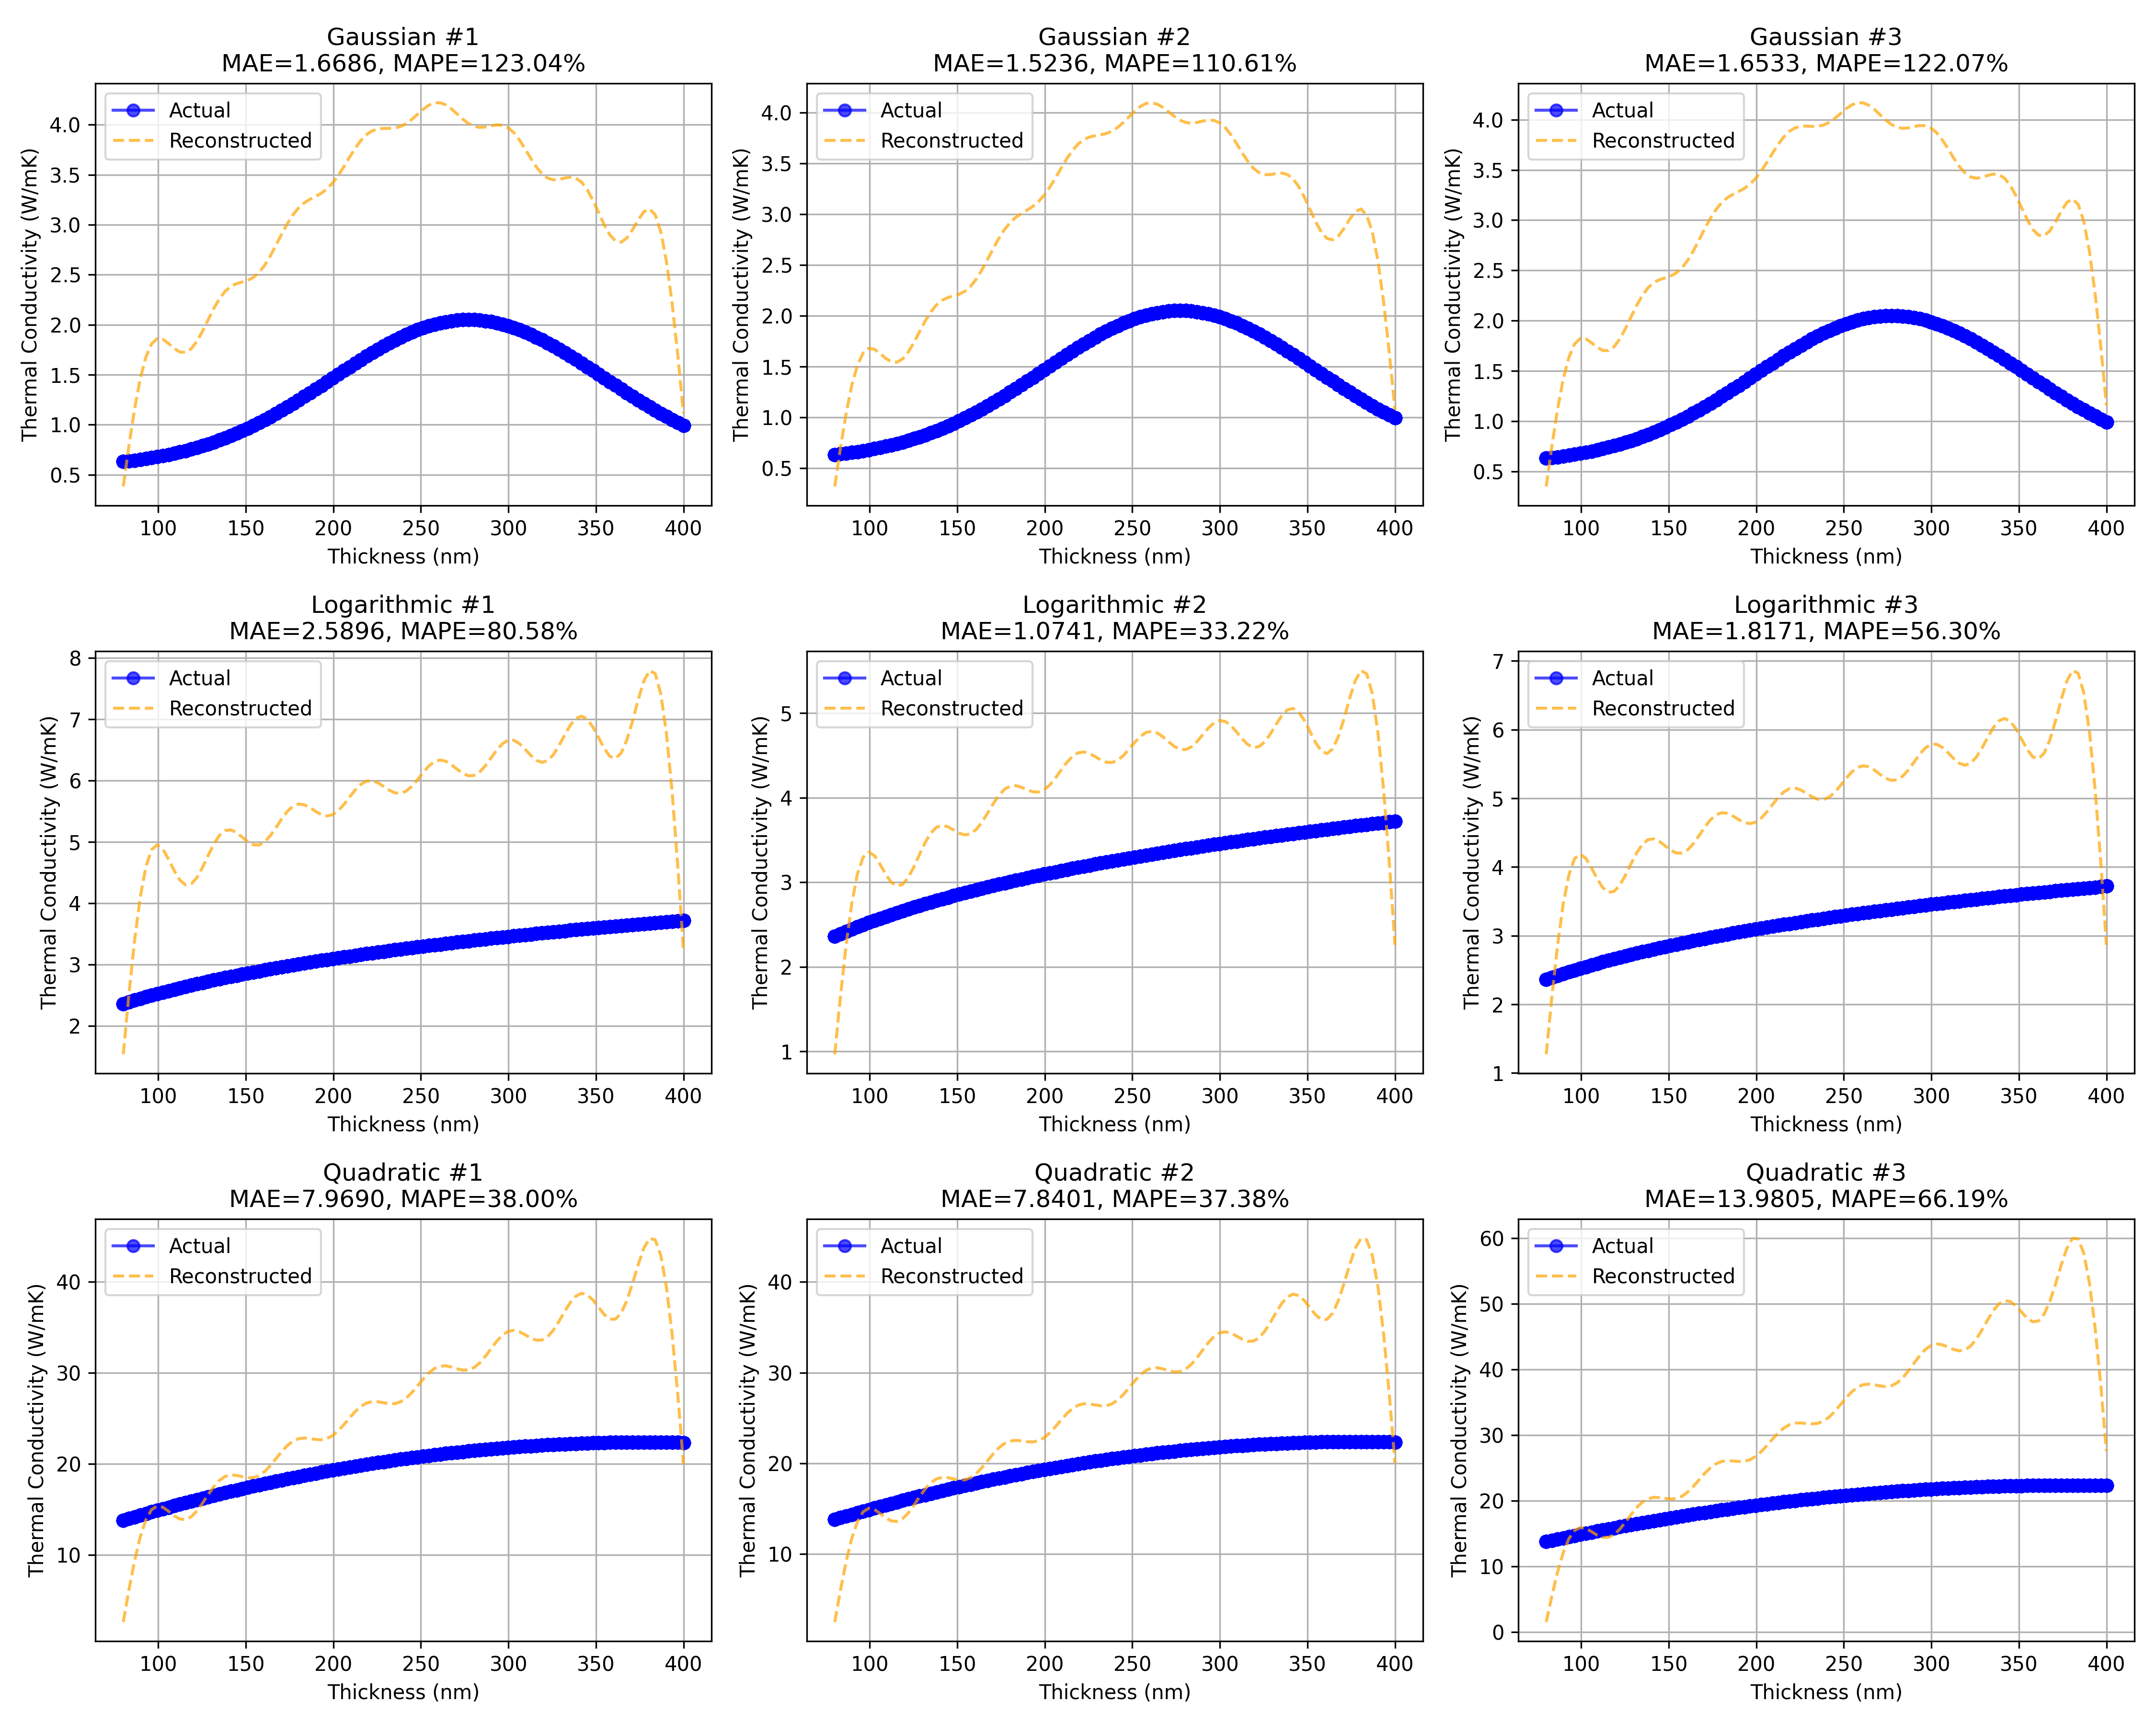 Gaussian #1
MAE=1.6686, MAPE=123.04%
Actual
Reconstructed
Thermal Conductivity (W/mK)
4.0
3.5
3.0
2.5
2.0
1.5
1.0
0.5
100 150 200 250 300 350 400
Thickness (nm)
Gaussian #2
MAE=1.5236, MAPE=110.61%
Actual
Reconstructed
Thermal Conductivity (W/mK)
4.0
3.5
3.0
2.5
2.0
1.5
1.0
0.5
100 150 200 250 300 350 400
Thickness (nm)
Gaussian #3
MAE=1.6533, MAPE=122.07%
Actual
Reconstructed
Thermal Conductivity (W/mK)
4.0
3.5
3.0
2.5
2.0
1.5
1.0
0.5
100 150 200 250 300 350 400
Thickness (nm)
Logarithmic #1
MAE=2.5896, MAPE=80.58%
Actual
Reconstructed
Thermal Conductivity (W/mK)
8
7
6
5
4
3
2
100 150 200 250 300 350 400
Thickness (nm)
Logarithmic #2
MAE=1.0741, MAPE=33.22%
Actual
Reconstructed
Thermal Conductivity (W/mK)
5
4
3
2
1
100 150 200 250 300 350 400
Thickness (nm)
Logarithmic #3
MAE=1.8171, MAPE=56.30%
Actual
Reconstructed
Thermal Conductivity (W/mK)
7
6
5
4
3
2
1
100 150 200 250 300 350 400
Thickness (nm)
Quadratic #1
MAE=7.9690, MAPE=38.00%
Actual
Reconstructed
Thermal Conductivity (W/mK)
40
30
20
10
100 150 200 250 300 350 400
Thickness (nm)
Quadratic #2
MAE=7.8401, MAPE=37.38%
Actual
Reconstructed
Thermal Conductivity (W/mK)
40
30
20
10
100 150 200 250 300 350 400
Thickness (nm)
Quadratic #3
MAE=13.9805, MAPE=66.19%
Actual
Reconstructed
Thermal Conductivity (W/mK)
60
50
40
30
20
10
0
100 150 200 250 300 350 400
Thickness (nm)